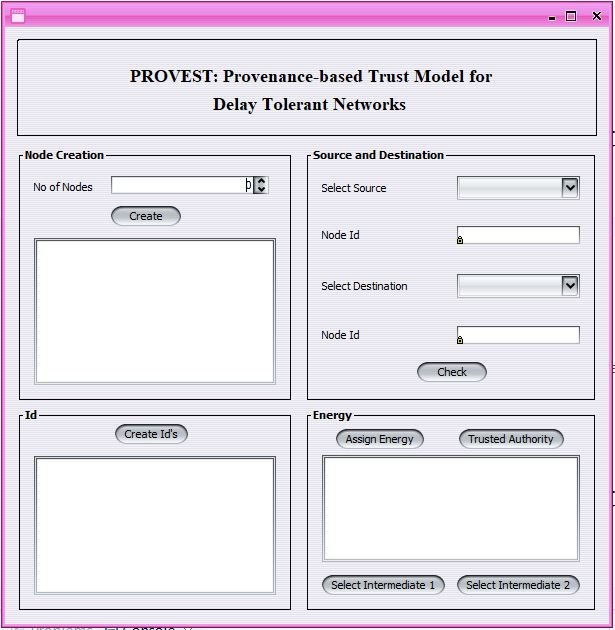 PROVEST: Provenance-based Trust Model for
Delay Tolerant Networks
Node Creation
No of Nodes 0
Create
Source and Destination
Select Source
Node Id
Select Destination
Node Id
Check
Id
Create Id's
Energy
Assign Energy Trusted Authority
Select Intermediate 1 Select Intermediate 2